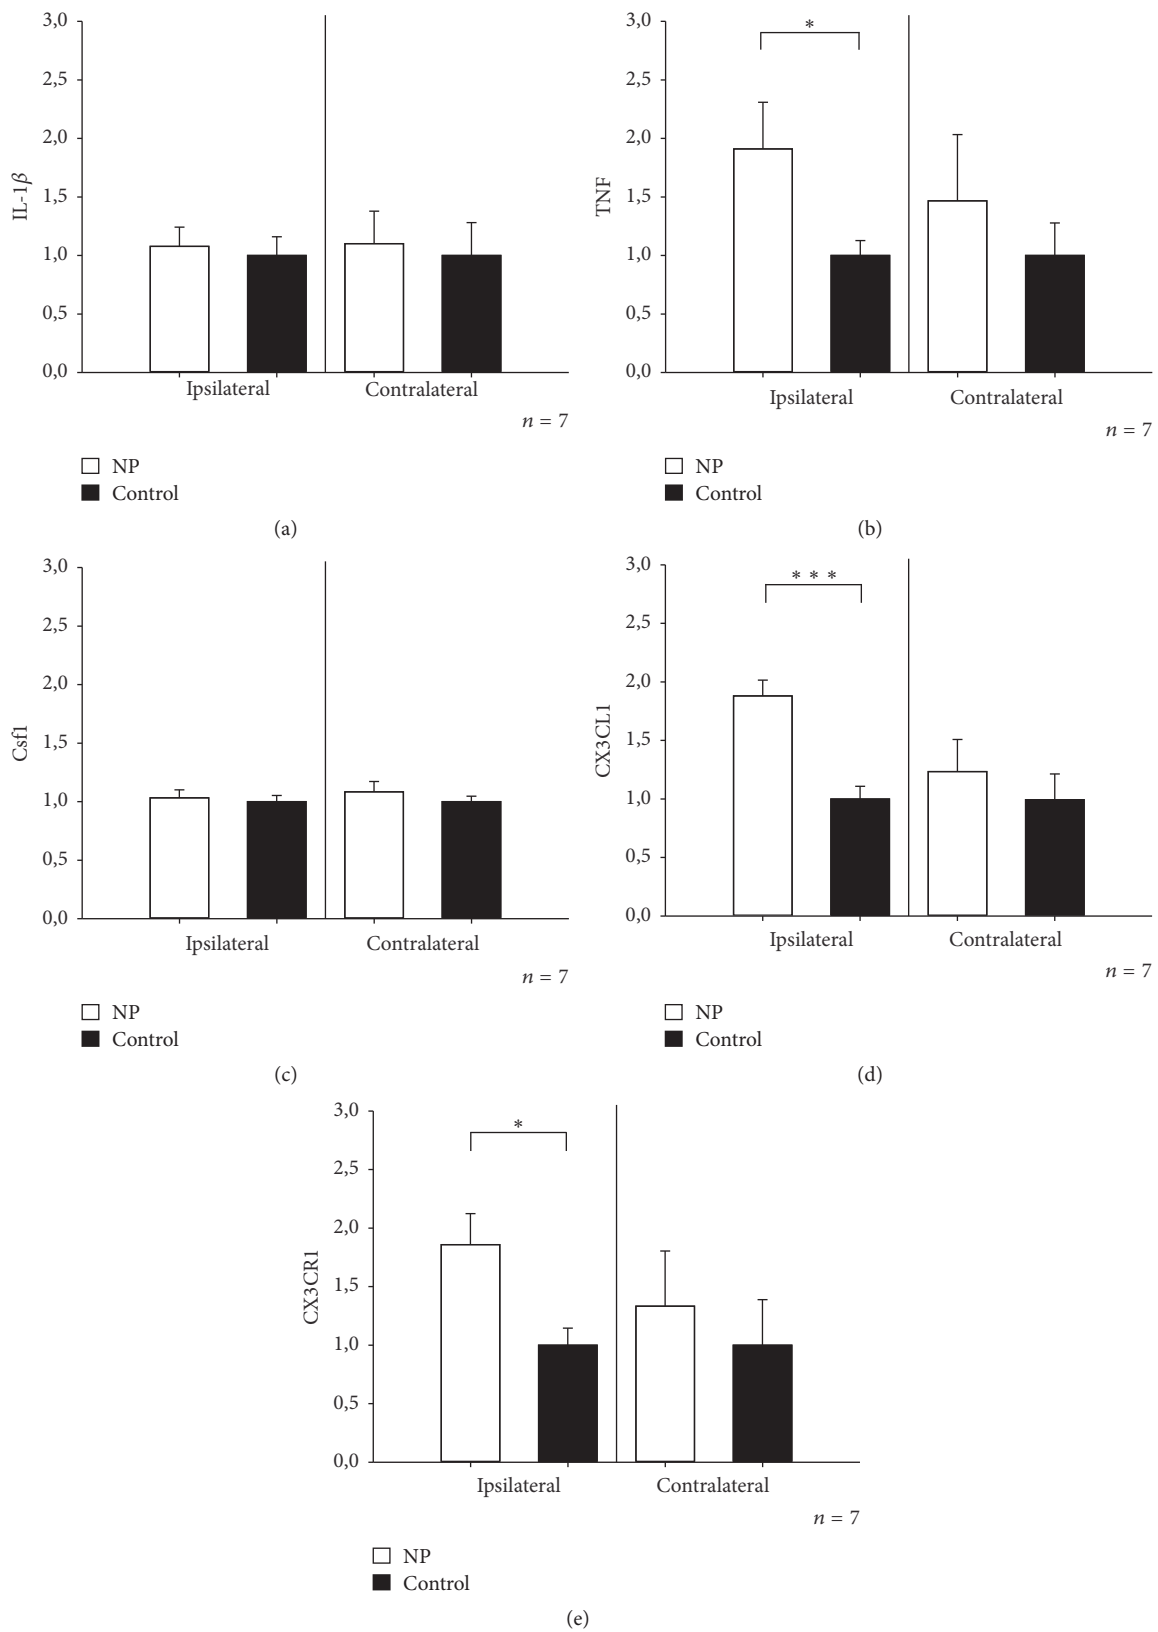 3,0
2,5
2,0
1,5
1,0
0,5
0,0
IL-1β
Ipsilateral Contralateral
n = 7
NP
Control
(a)
3,0
2,5
2,0
1,5
1,0
0,5
0,0
TNF
*
Ipsilateral Contralateral
n = 7
NP
Control
(b)
3,0
2,5
2,0
1,5
1,0
0,5
0,0
Csf1
Ipsilateral Contralateral
n = 7
NP
Control
(c)
3,0
2,5
2,0
1,5
1,0
0,5
0,0
CX3CL1
* * *
Ipsilateral Contralateral
n = 7
NP
Control
(d)
3,0
2,5
2,0
1,5
1,0
0,5
0,0
CX3CR1
*
Ipsilateral Contralateral
n = 7
NP
Control
(e)